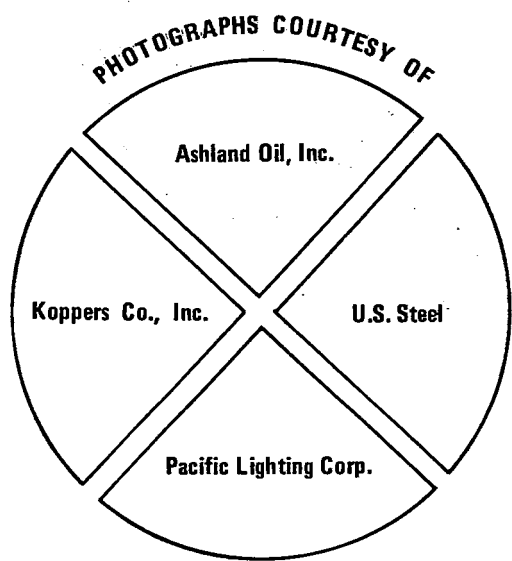 PHOTOGRAPHS COURTESY OF
Ashland Oil, Inc.
Koppers Co., Inc.
U.S. Steel
Pacific Lighting Corp.